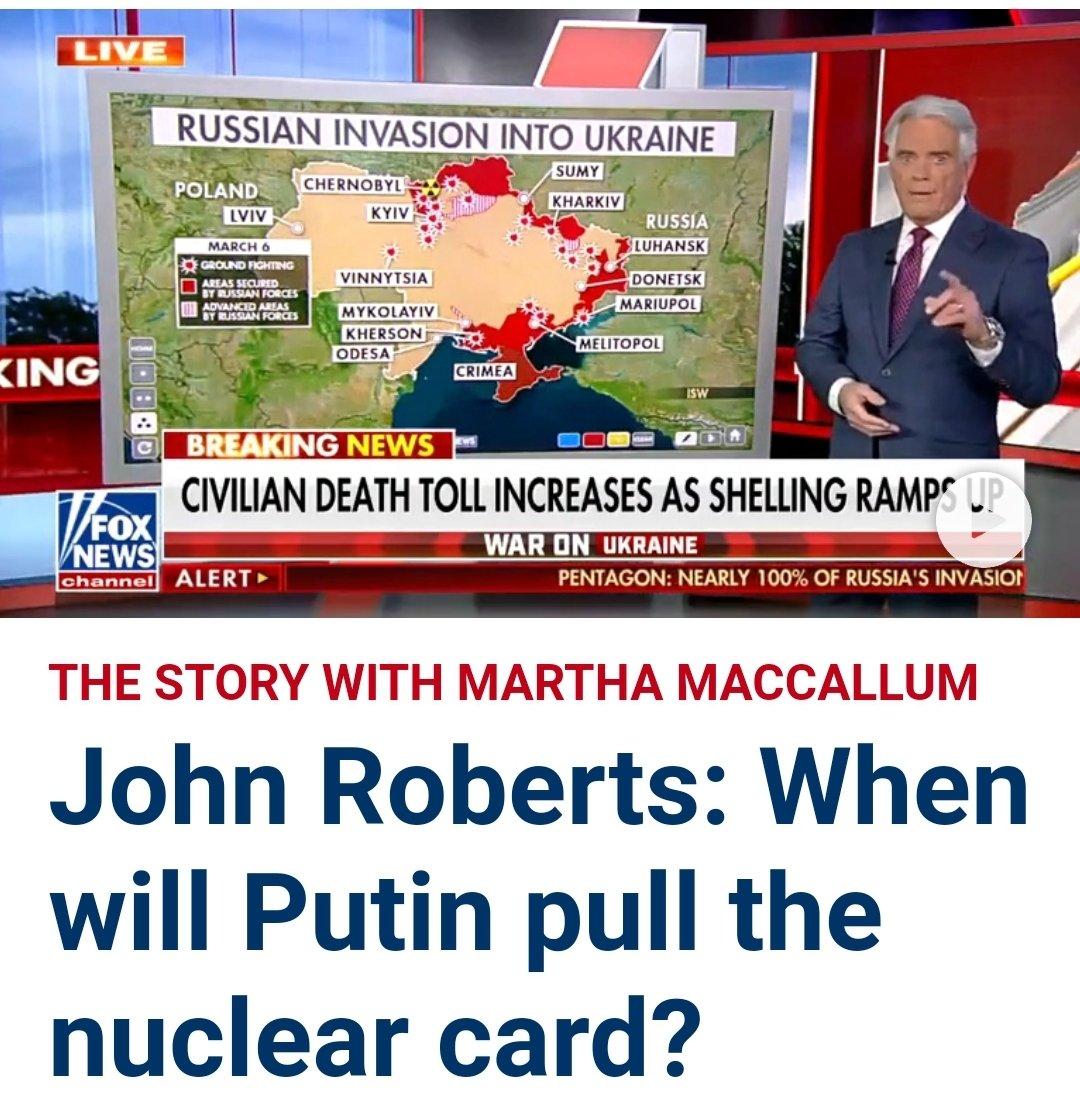 LIVE
RUSSIAN INVASION INTO UKRAINE
POLAND
CHERNOBYL
SUMY
LVIV
KYIV
KHARKIV
RUSSIA
MARCH 6
GROUND FIGHTING
AREAS SECURED
BY RUSSIAN FORCES
ADVANCED AREAS
BY RUSSIAN FORCES
LUHANSK
VINNYTSIA
DONETSK
MYKOLAYIV
MARIUPOL
KHERSON
MELITOPOL
ODESA
CRIMEA
KING
ISW
BREAKING NEWS
CIVILIAN DEATH TOLL INCREASES AS SHELLING RAMPS UP
WAR ON UKRAINE
FOX
NEWS
channel
ALERT
PENTAGON: NEARLY 100% OF RUSSIA'S INVASION
THE STORY WITH MARTHA MACCALLUM
John Roberts: When
will Putin pull the
nuclear card?